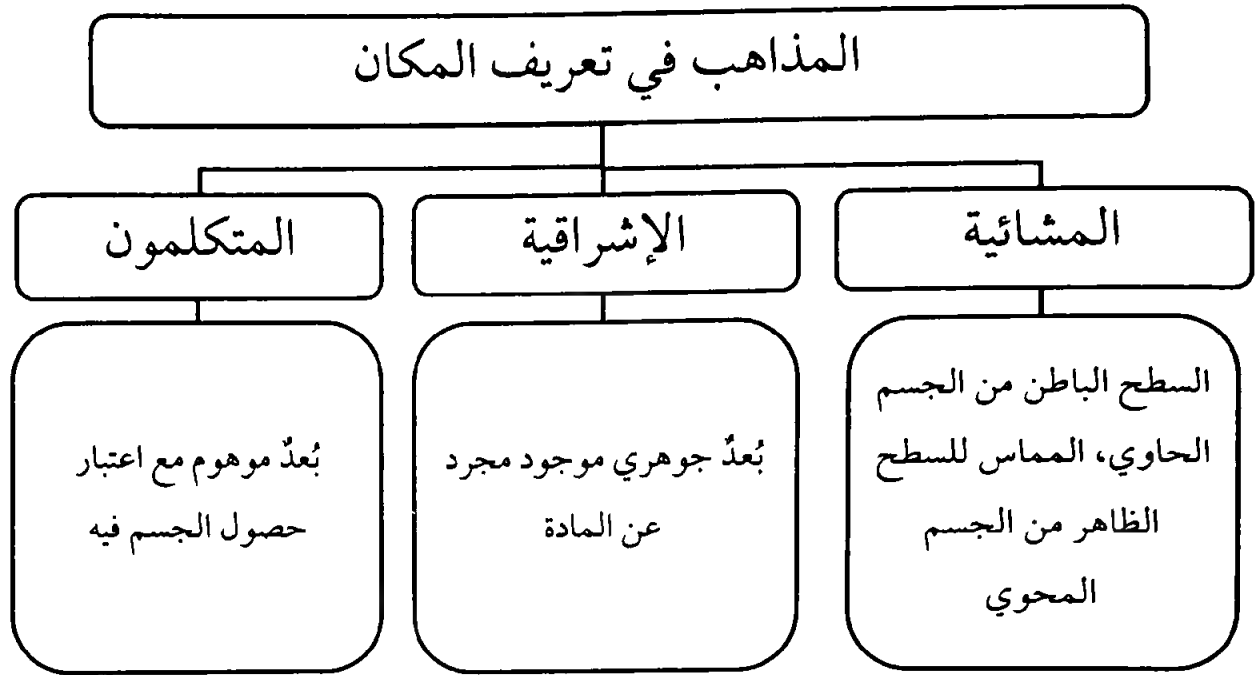 المذاهب في تعريف المكان
المشائية
الإشراقية
المتكلمون
السطح الباطن من الجسم
الحاوي، المماس للسطح
الظاهر من الجسم
المحوي
بُعدٌ جوهري موجود مجرد
عن المادة
بُعدٌ موهوم مع اعتبار
حصول الجسم فيه